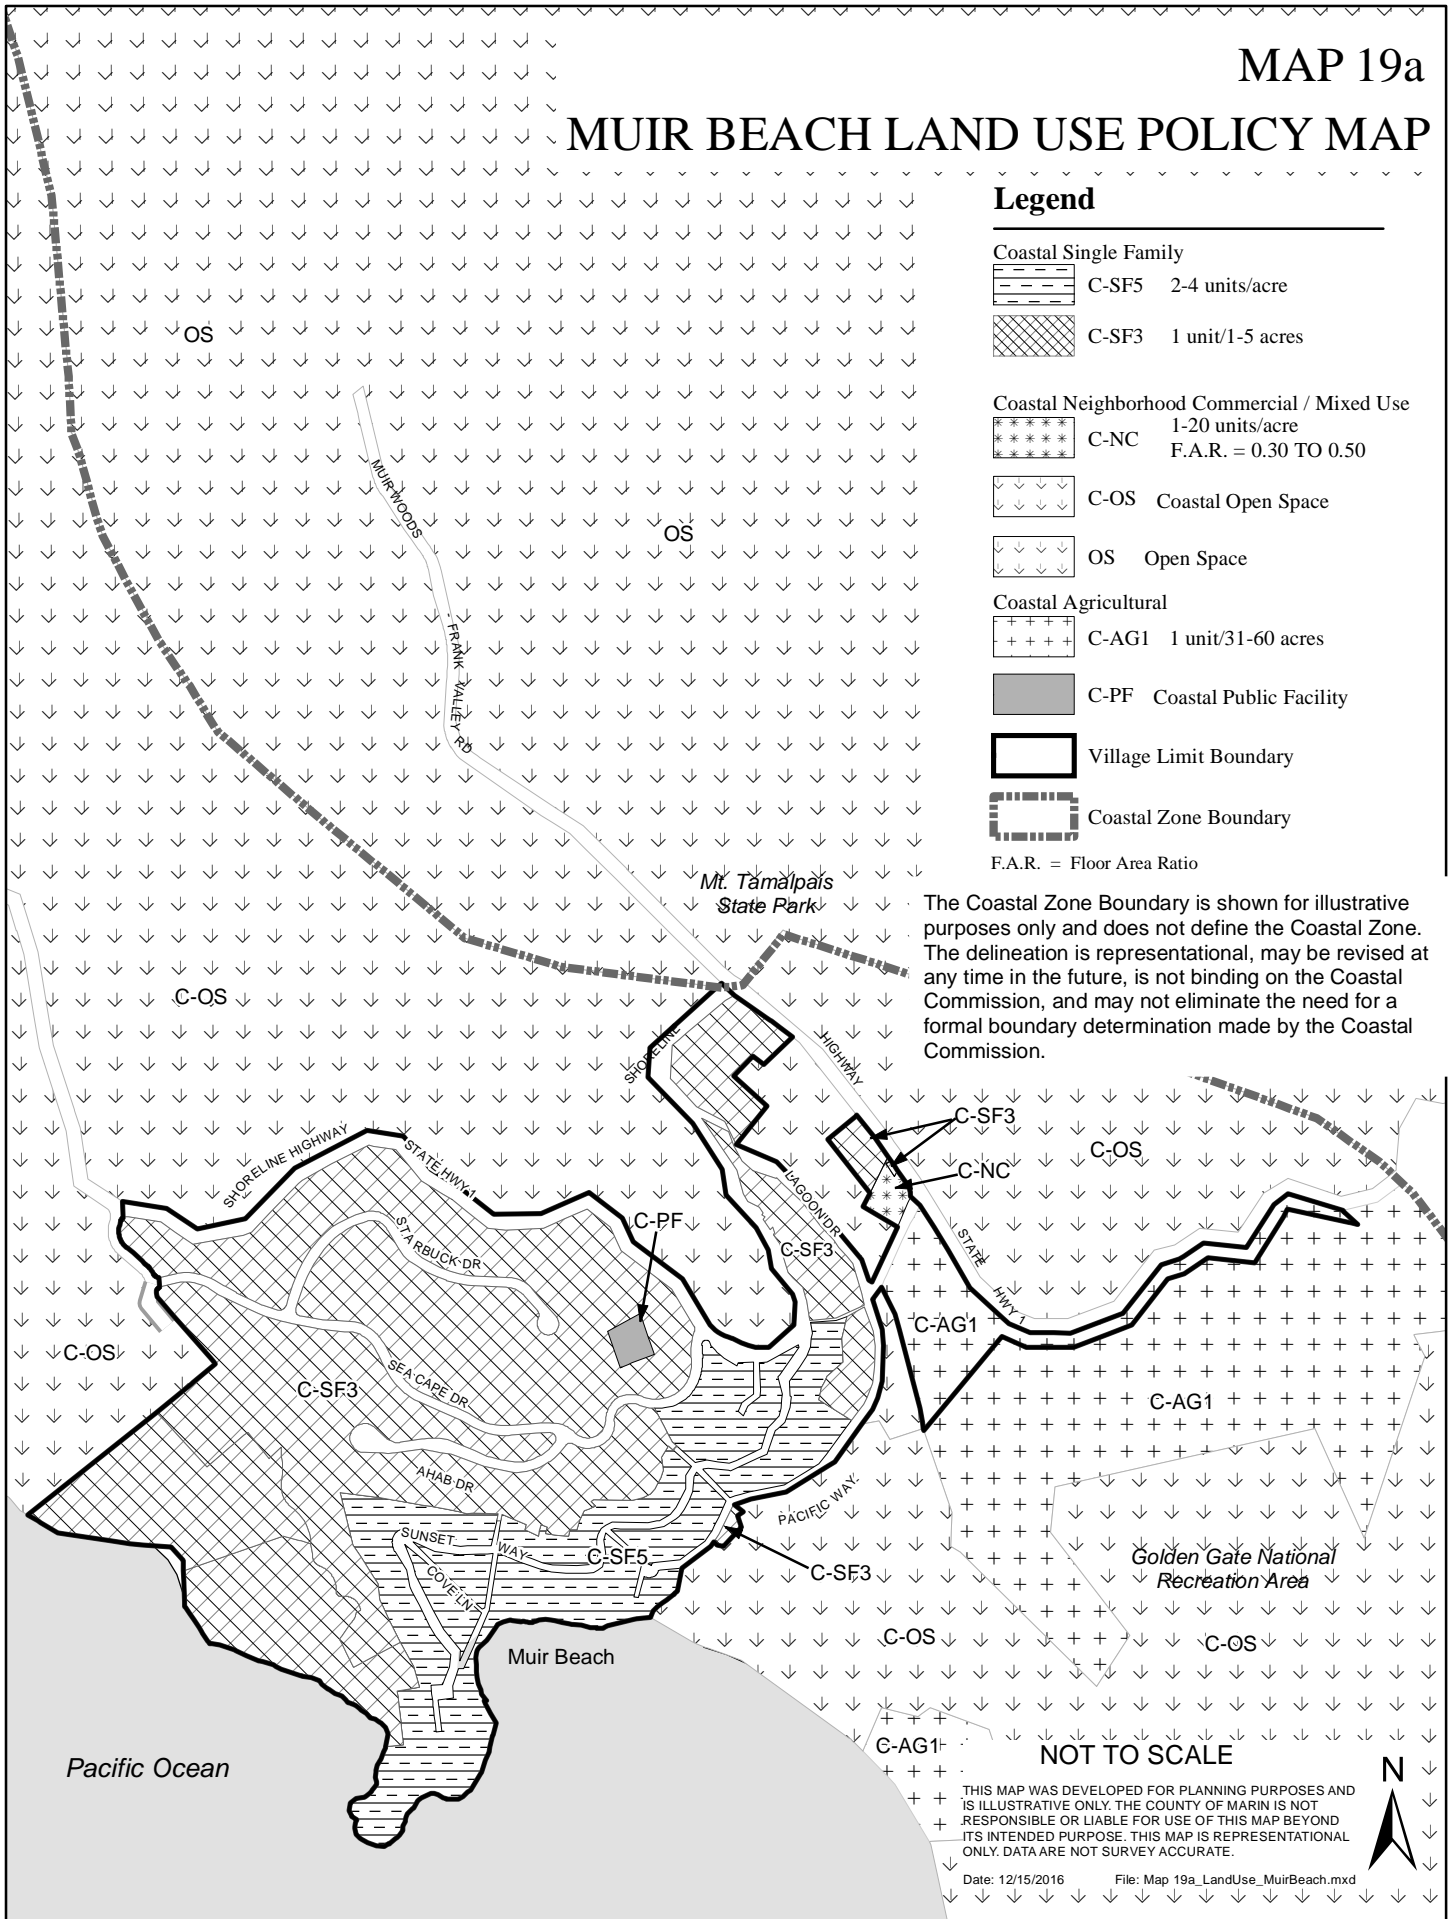 MAP 19a
MUIR BEACH LAND USE POLICY MAP
Legend
Coastal Single Family
C-SF5 2-4 units/acre
C-SF3 1 unit/1-5 acres
Coastal Neighborhood Commercial / Mixed Use
C-NC 1-20 units/acre
F.A.R. = 0.30 TO 0.50
C-OS Coastal Open Space
OS Open Space
Coastal Agricultural
C-AG1 1 unit/31-60 acres
C-PF Coastal Public Facility
Village Limit Boundary
Coastal Zone Boundary
F.A.R. = Floor Area Ratio
The Coastal Zone Boundary is shown for illustrative
purposes only and does not define the Coastal Zone.
The delineation is representational, may be revised at
any time in the future, is not binding on the Coastal
Commission, and may not eliminate the need for a
formal boundary determination made by the Coastal
Commission.
OS
MUIR WOODS
OS
- FRANK VALLEY RD
Mt. Tamalpais
State Park
C-OS
SHORELINE
HIGHWAY
C-SF3
C-OS
C-NC
SHORELINE HIGHWAY
STATE HWY 1
LAGOON DR
C-PF
STARBUCK DR
C-SF3
STATE
HWY 1
C-AG1
C-OS
SEA CAPE DR
C-SF3
C-AG1
AHAB DR
PACIFIC WAY
SUNSET
WAY
C-SF5
COVE LN
C-SF3
Golden Gate National
Recreation Area
C-OS
C-OS
Muir Beach
C-AG1
Pacific Ocean
NOT TO SCALE
N
THIS MAP WAS DEVELOPED FOR PLANNING PURPOSES AND
IS ILLUSTRATIVE ONLY. THE COUNTY OF MARIN IS NOT
RESPONSIBLE OR LIABLE FOR USE OF THIS MAP BEYOND
ITS INTENDED PURPOSE. THIS MAP IS REPRESENTATIONAL
ONLY. DATA ARE NOT SURVEY ACCURATE.
Date: 12/15/2016 File: Map 19a_LandUse_MuirBeach.mxd